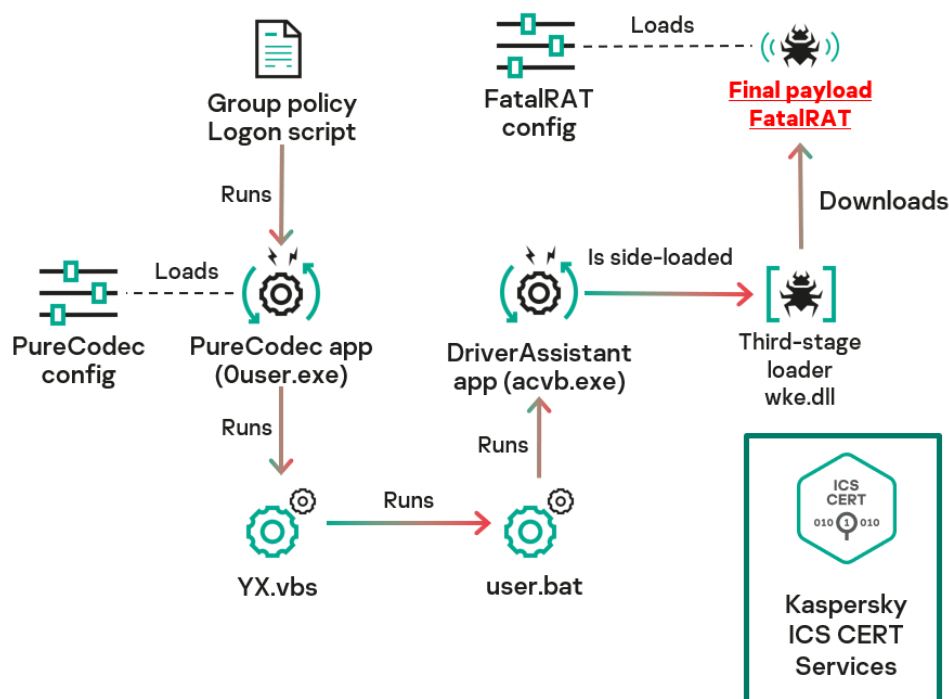 Group policy
Logon script
Runs
Loads
PureCodec
config
PureCodec app
(0user.exe)
Runs
YX.vbs
Runs
user.bat
Runs
DriverAssistant
app (acvb.exe)
Is side-loaded
Third-stage
loader
wke.dll
Downloads
Final payload
FatalRAT
Loads
FatalRAT
config
ICS
CERT
010 1 010
Kaspersky
ICS CERT
Services